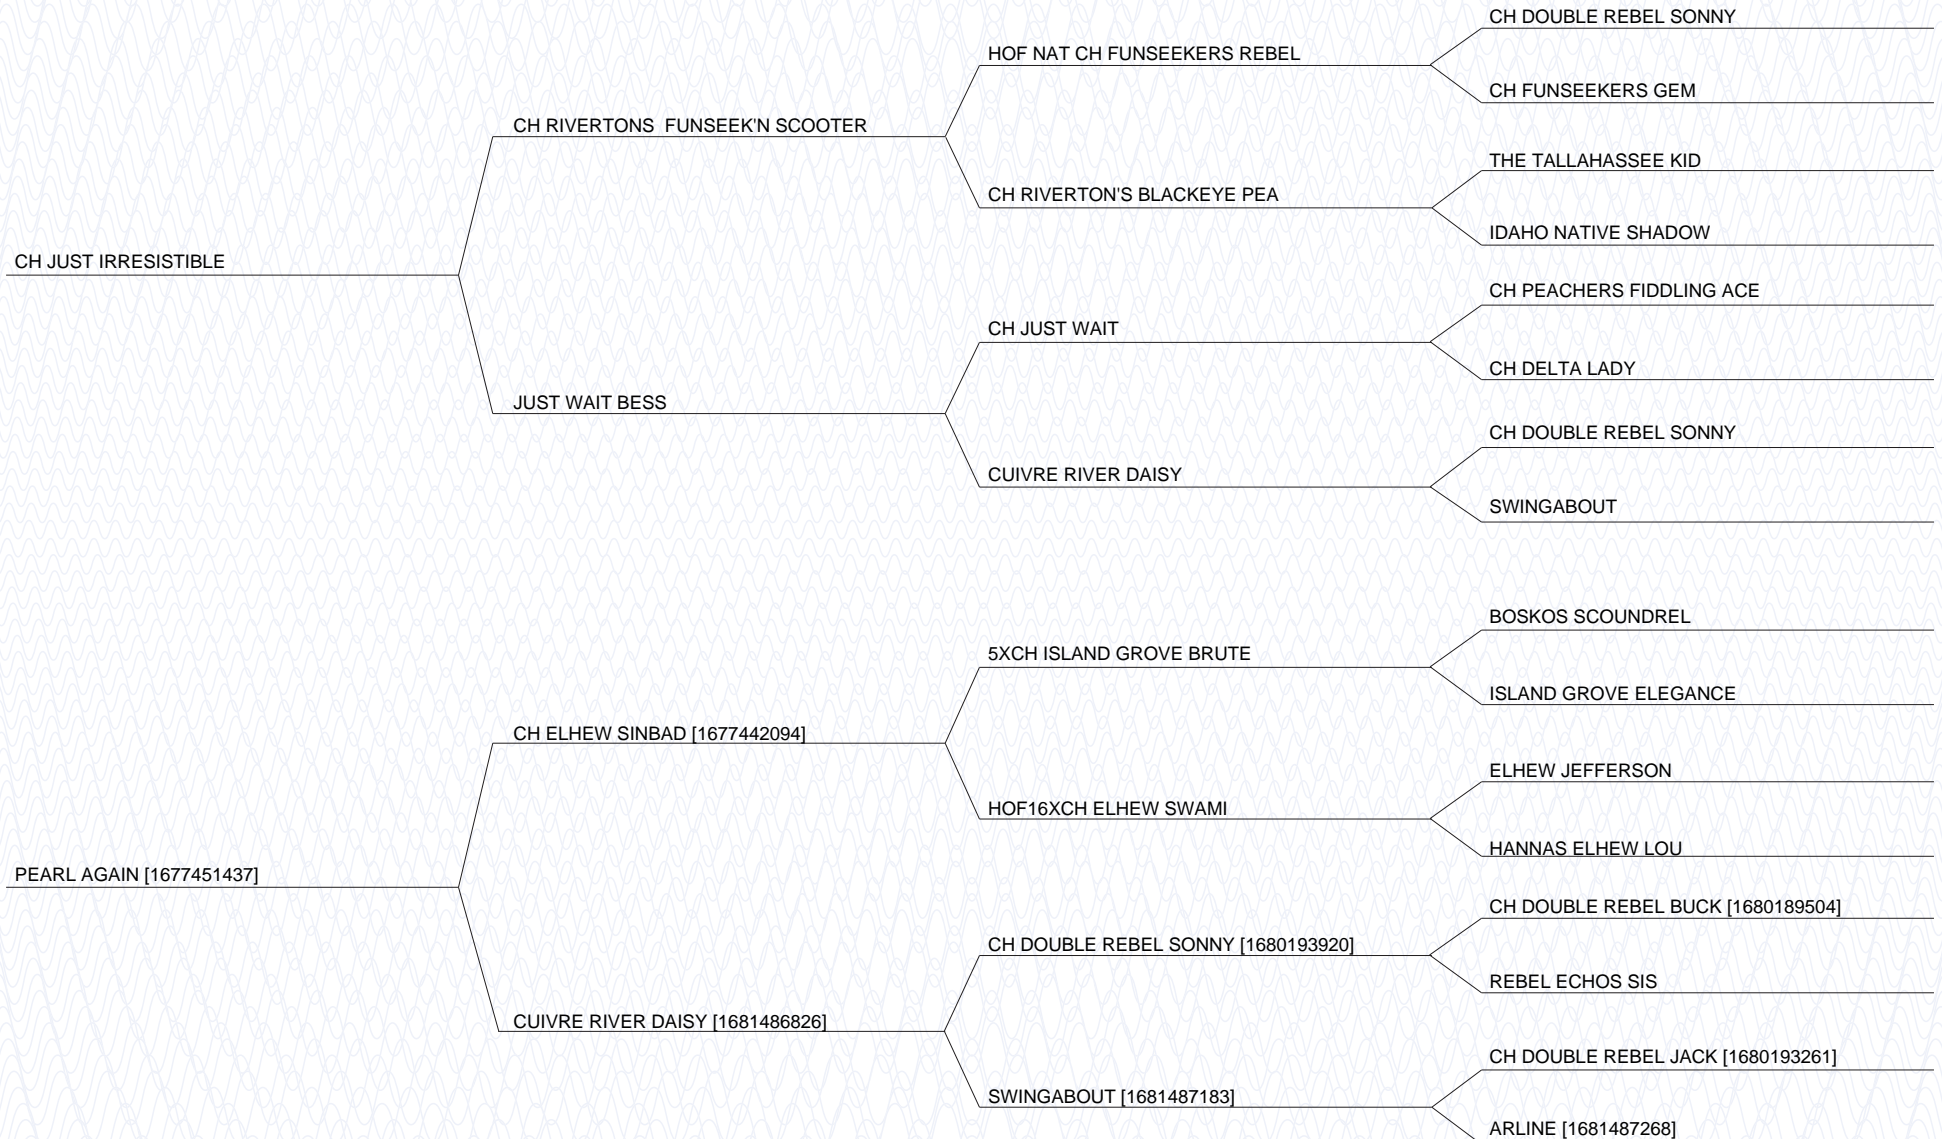 CH DOUBLE REBEL SONNY
HOF NAT CH FUNSEEKERS REBEL
CH FUNSEEKERS GEM
CH RIVERTONS  FUNSEEK'N SCOOTER
THE TALLAHASSEE KID
CH RIVERTON'S BLACKEYE PEA
IDAHO NATIVE SHADOW
CH JUST IRRESISTIBLE
CH PEACHERS FIDDLING ACE
CH JUST WAIT
CH DELTA LADY
JUST WAIT BESS
CH DOUBLE REBEL SONNY
CUIVRE RIVER DAISY
SWINGABOUT
BOSKOS SCOUNDREL
5XCH ISLAND GROVE BRUTE
ISLAND GROVE ELEGANCE
CH ELHEW SINBAD [1677442094]
ELHEW JEFFERSON
HOF16XCH ELHEW SWAMI
HANNAS ELHEW LOU
PEARL AGAIN [1677451437]
CH DOUBLE REBEL BUCK [1680189504]
CH DOUBLE REBEL SONNY [1680193920]
REBEL ECHOS SIS
CUIVRE RIVER DAISY [1681486826]
CH DOUBLE REBEL JACK [1680193261]
SWINGABOUT [1681487183]
ARLINE [1681487268]